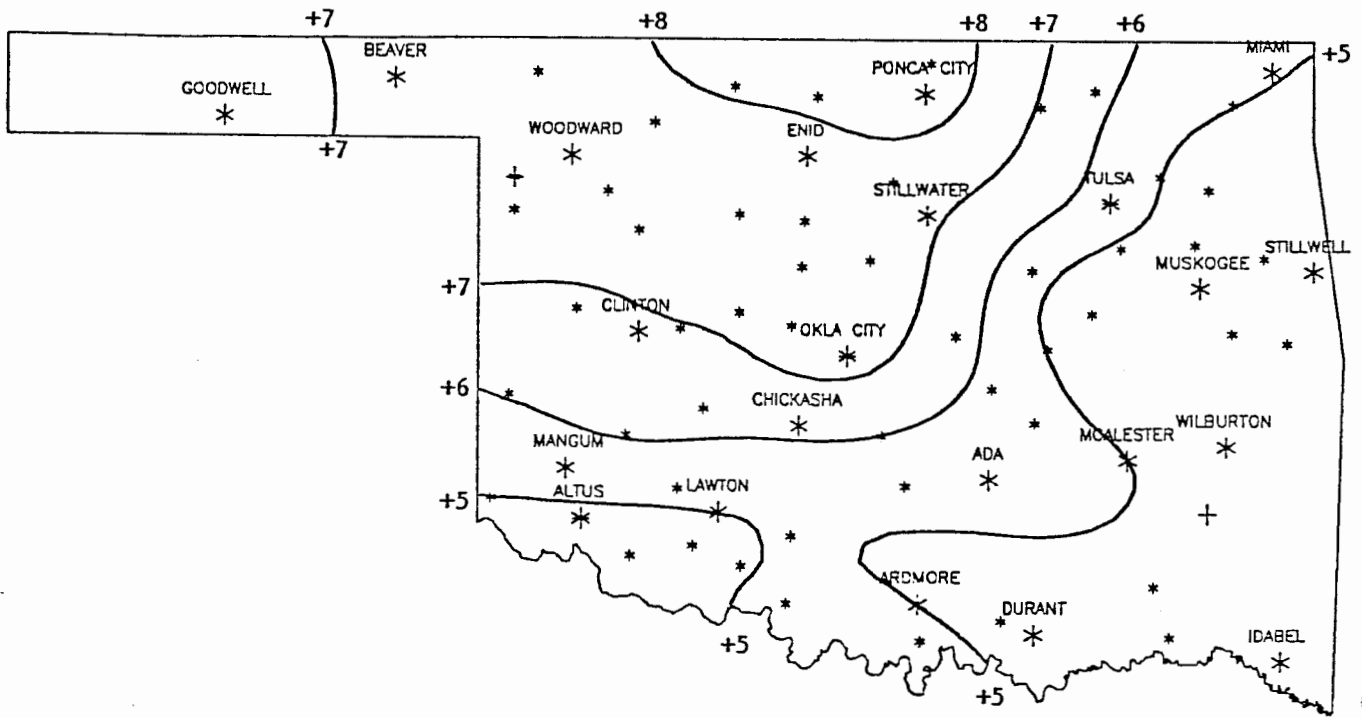 +7
+8
+8
+7
+6
+5
BEAVER
MIAMI
PONCA CITY
GOODWELL
WOODWARD
ENID
+7
TULSA
STILLWATER
STILLWELL
MUSKOGEE
+7
CLINTON
OKLA CITY
+6
CHICKASHA
WILBURTON
MANGUM
MCALESTER
ADA
+5
ALTUS
LAWTON
ARDMORE
DURANT
IDABEL
+5
+5